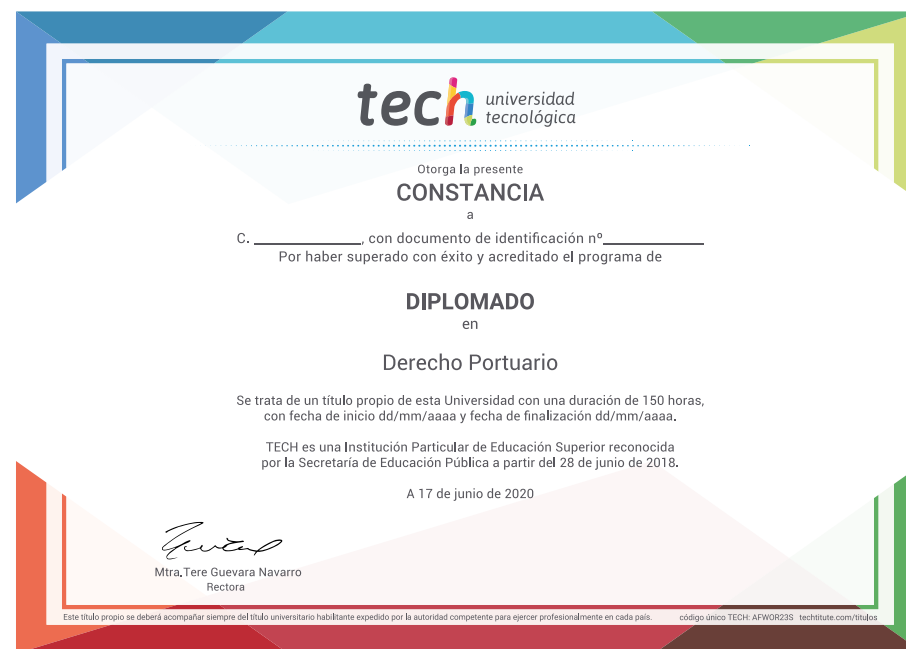 tech universidad
tecnológica
Otorga la presente
CONSTANCIA
a
C. ____________, con documento de identificación nº____________
Por haber superado con éxito y acreditado el programa de
DIPLOMADO
en
Derecho Portuario
Se trata de un título propio de esta Universidad con una duración de 150 horas,
con fecha de inicio dd/mm/aaaa y fecha de finalización dd/mm/aaaa.
TECH es una Institución Particular de Educación Superior reconocida
por la Secretaría de Educación Pública a partir del 28 de junio de 2018.
A 17 de junio de 2020
Mtra.Tere Guevara Navarro
Rectora
Este título propio se deberá acompañar siempre del título universitario habilitante expedido por la autoridad competente para ejercer profesionalmente en cada país. código único TECH: AFWOR23S techtitute.com/titulos